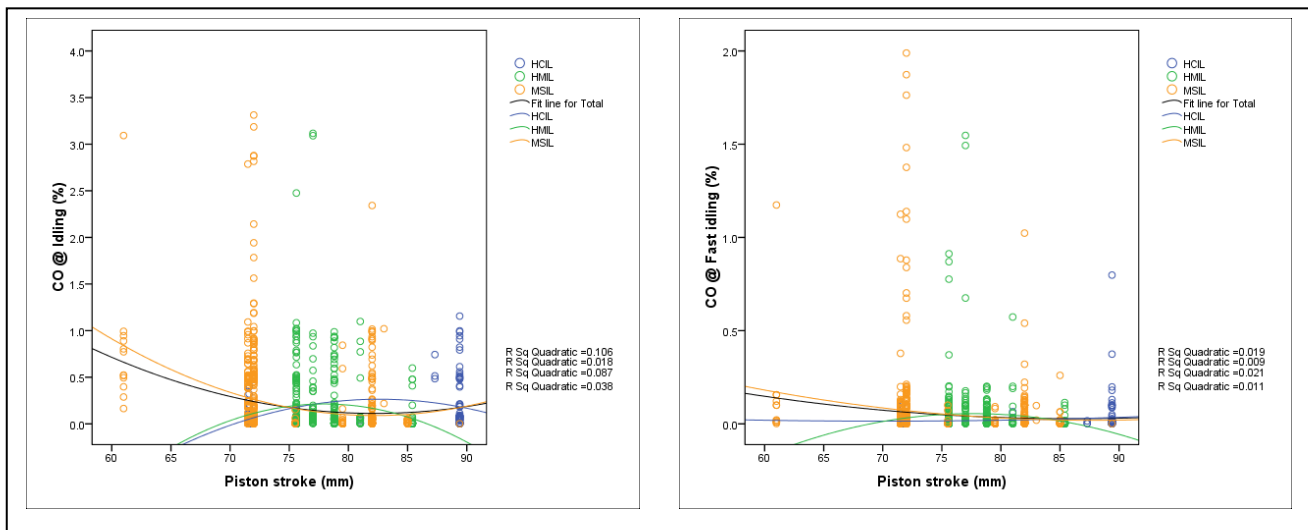 4.0
3.5
3.0
2.5
2.0
1.5
1.0
0.5
0.0
CO @ Idling (%)
60 65 70 75 80 85 90
Piston stroke (mm)
HCIL
HMIL
MSIL
Fit line for Total
HCIL
HMIL
MSIL
R Sq Quadratic =0.106
R Sq Quadratic =0.018
R Sq Quadratic =0.087
R Sq Quadratic =0.038
2.0
1.5
1.0
0.5
0.0
CO @ Fast idling (%)
60 65 70 75 80 85 90
Piston stroke (mm)
HCIL
HMIL
MSIL
Fit line for Total
HCIL
HMIL
MSIL
R Sq Quadratic =0.019
R Sq Quadratic =0.009
R Sq Quadratic =0.021
R Sq Quadratic =0.011